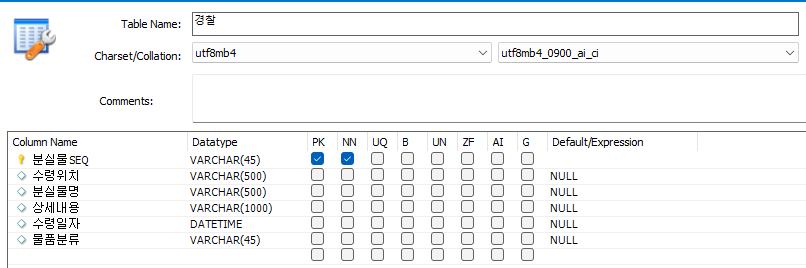 Table Name: 경찰
Charset/Collation: utf8mb4 utf8mb4_0900_ai_ci
Comments:
Column Name Datatype PK NN UQ B UN ZF AI G Default/Expression
분실물SEQ VARCHAR(45)
수령위치 VARCHAR(500) NULL
분실물명 VARCHAR(500) NULL
상세내용 VARCHAR(1000) NULL
수령일자 DATETIME NULL
물품분류 VARCHAR(45) NULL